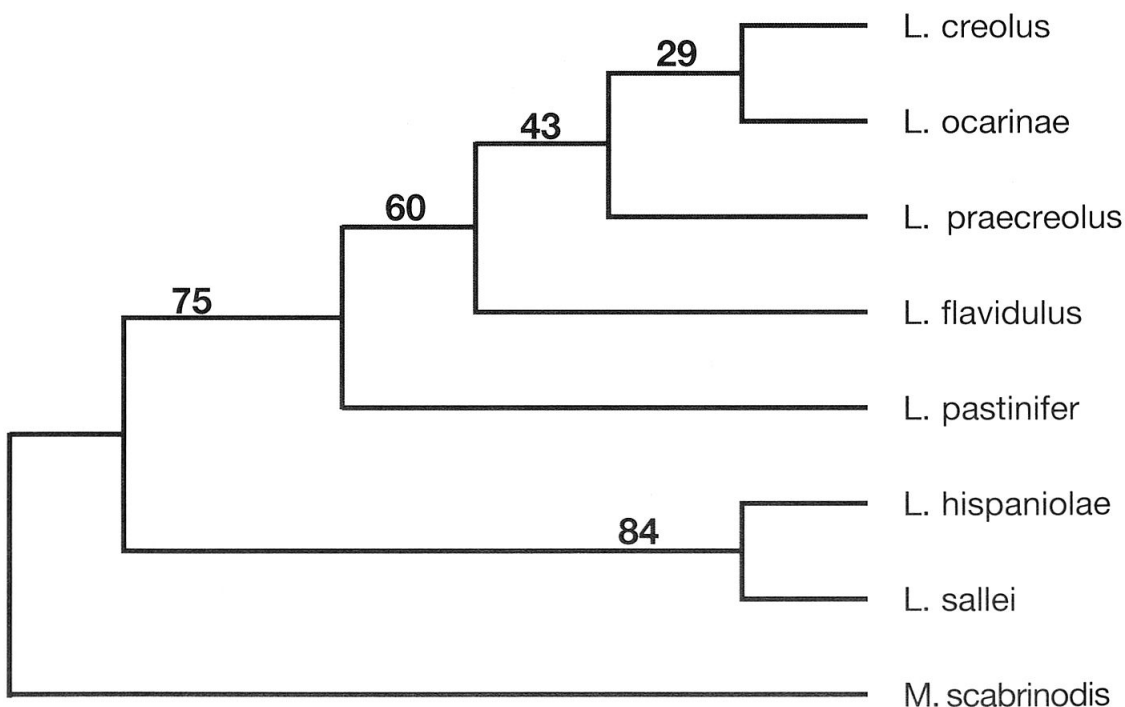 L. creolus
29
L. ocarinae
43
60
L. praecreolus
75
L. flavidulus
L. pastinifer
L. hispaniolae
84
L. sallei
M. scabrinodis